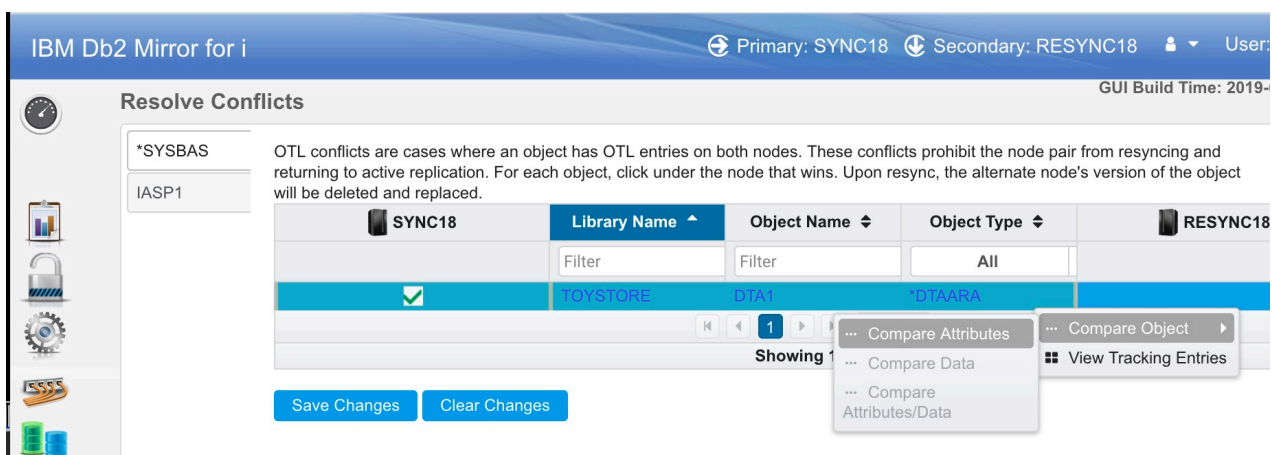 IBM Db2 Mirror for i
Primary: SYNC18 Secondary: RESYNC18 User:
GUI Build Time: 2019-
Resolve Conflicts
*SYSBAS
IASP1
OTL conflicts are cases where an object has OTL entries on both nodes. These conflicts prohibit the node pair from resyncing and
returning to active replication. For each object, click under the node that wins. Upon resync, the alternate node's version of the object
will be deleted and replaced.
SYNC18 Library Name Object Name Object Type RESYNC18
Filter Filter All
TOYSTORE DTA1 *DTAARA
1
Showing 1
Compare Object
View Tracking Entries
Compare Attributes
Compare Data
Compare
Attributes/Data
Save Changes Clear Changes